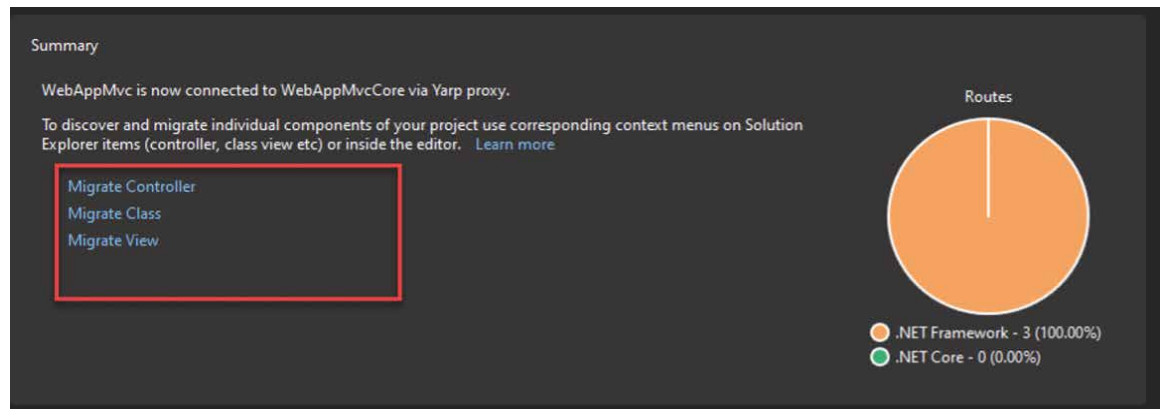 Summary
WebAppMvc is now connected to WebAppMvcCore via Yarp proxy.
To discover and migrate individual components of your project use corresponding context menus on Solution
Explorer items (controller, class view etc) or inside the editor. Learn more
Migrate Controller
Migrate Class
Migrate View
Routes
.NET Framework - 3 (100.00%)
.NET Core - 0 (0.00%)